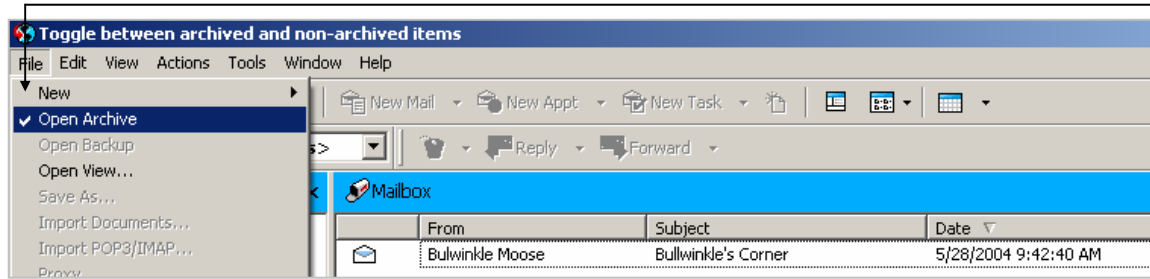 Toggle between archived and non-archived items
File Edit View Actions Tools Window Help
New
New Mail New Appt New Task
Open Archive
Open Backup
s> Reply Forward
Open View...
Save As...
Mailbox
Import Documents...
From Subject Date
Import POP3/IMAP...
Bulwinkle Moose Bullwinkle's Corner 5/28/2004 9:42:40 AM
Proxy